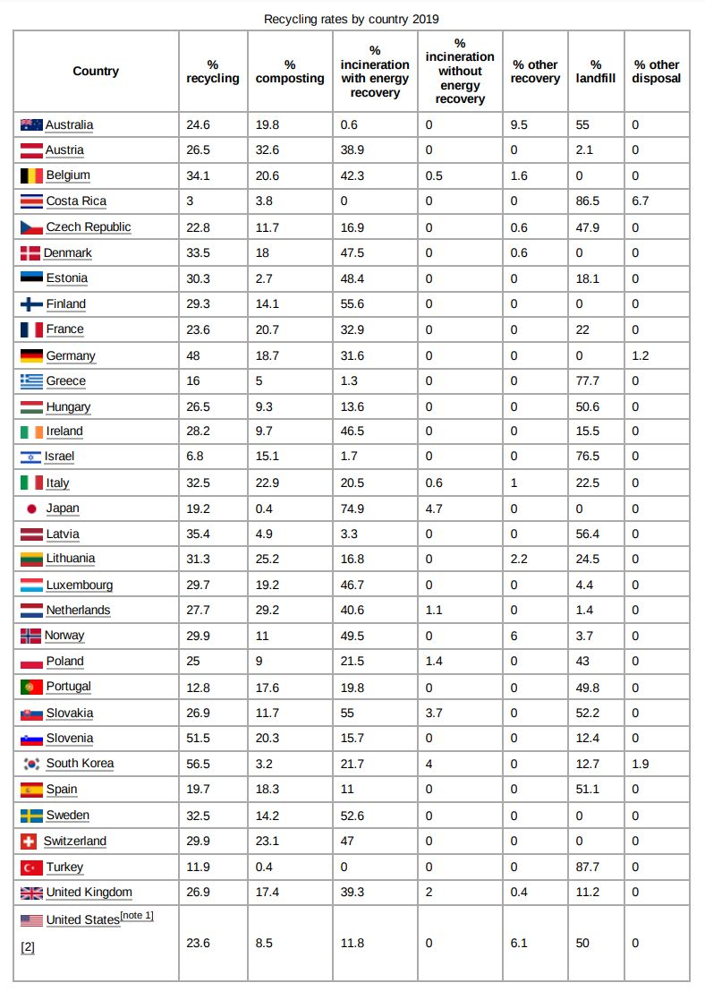 Recycling rates by country 2019
Country % recycling % composting % incineration with energy recovery % incineration without energy recovery % other recovery % landfill % other disposal
Australia 24.6 19.8 0.6 0 9.5 55 0
Austria 26.5 32.6 38.9 0 0 2.1 0
Belgium 34.1 20.6 42.3 0.5 1.6 0 0
Costa Rica 3 3.8 0 0 0 86.5 6.7
Czech Republic 22.8 11.7 16.9 0 0.6 47.9 0
Denmark 33.5 18 47.5 0 0.6 0 0
Estonia 30.3 2.7 48.4 0 0 18.1 0
Finland 29.3 14.1 55.6 0 0 0 0
France 23.6 20.7 32.9 0 0 22 0
Germany 48 18.7 31.6 0 0 0 1.2
Greece 16 5 1.3 0 0 77.7 0
Hungary 26.5 9.3 13.6 0 0 50.6 0
Ireland 28.2 9.7 46.5 0 0 15.5 0
Israel 6.8 15.1 1.7 0 0 76.5 0
Italy 32.5 22.9 20.5 0.6 1 22.5 0
Japan 19.2 0.4 74.9 4.7 0 0 0
Latvia 35.4 4.9 3.3 0 0 56.4 0
Lithuania 31.3 25.2 16.8 0 2.2 24.5 0
Luxembourg 29.7 19.2 46.7 0 0 4.4 0
Netherlands 27.7 29.2 40.6 1.1 0 1.4 0
Norway 29.9 11 49.5 0 6 3.7 0
Poland 25 9 21.5 1.4 0 43 0
Portugal 12.8 17.6 19.8 0 0 49.8 0
Slovakia 26.9 11.7 55 3.7 0 52.2 0
Slovenia 51.5 20.3 15.7 0 0 12.4 0
South Korea 56.5 3.2 21.7 4 0 12.7 1.9
Spain 19.7 18.3 11 0 0 51.1 0
Sweden 32.5 14.2 52.6 0 0 0 0
Switzerland 29.9 23.1 47 0 0 0 0
Turkey 11.9 0.4 0 0 0 87.7 0
United Kingdom 26.9 17.4 39.3 2 0.4 11.2 0
United States[note 1]
[2] 23.6 8.5 11.8 0 6.1 50 0